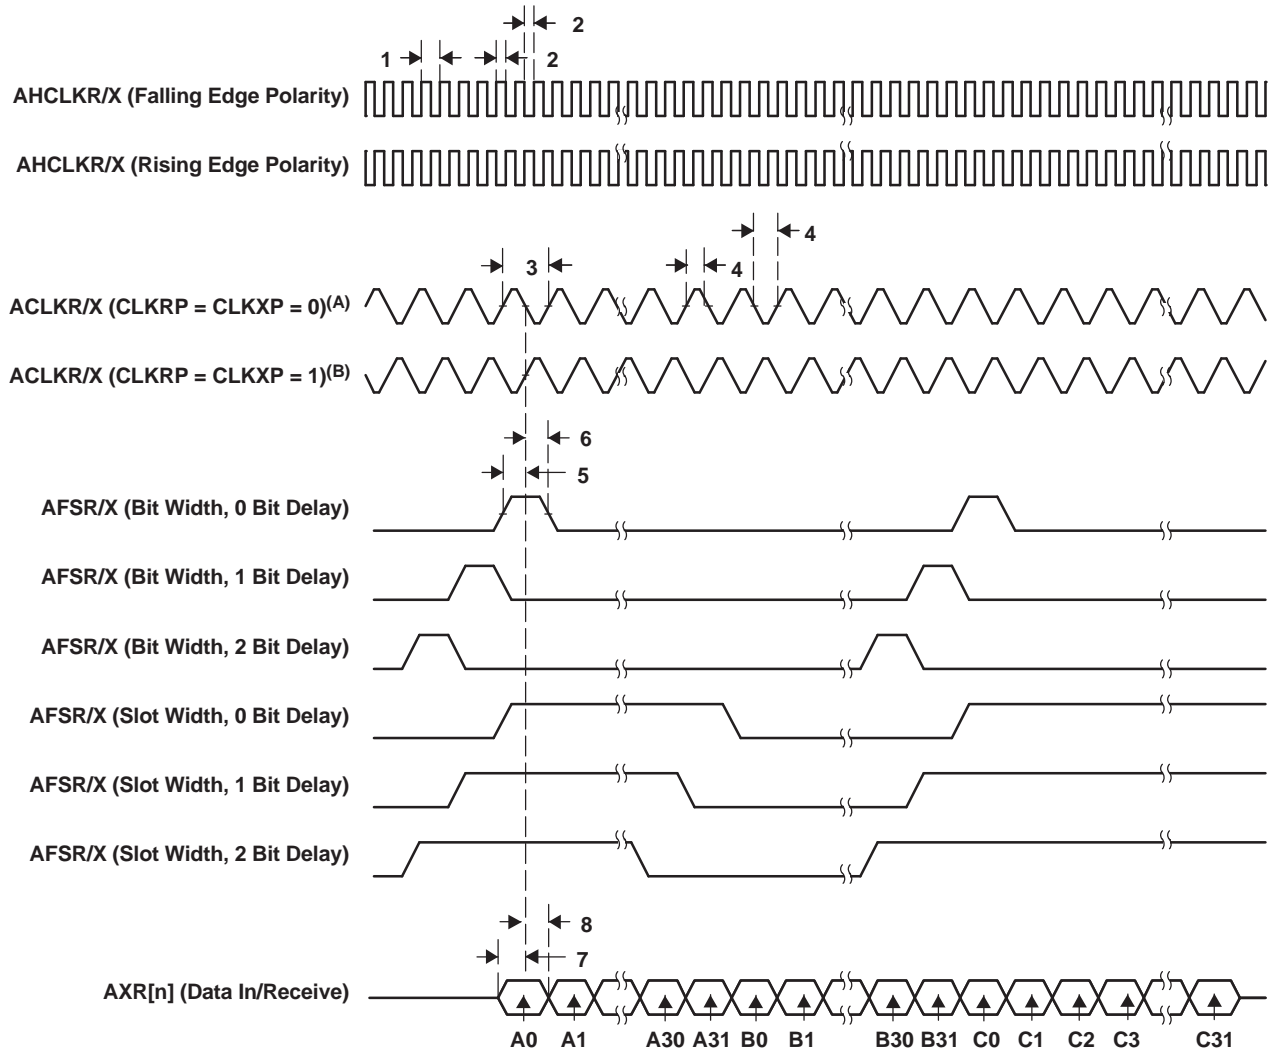 2
1
2
AHCLKR/X (Falling Edge Polarity)
AHCLKR/X (Rising Edge Polarity)
4
3
4
ACLKR/X (CLKRP = CLKXP = 0)(A)
ACLKR/X (CLKRP = CLKXP = 1)(B)
6
5
AFSR/X (Bit Width, 0 Bit Delay)
AFSR/X (Bit Width, 1 Bit Delay)
AFSR/X (Bit Width, 2 Bit Delay)
AFSR/X (Slot Width, 0 Bit Delay)
AFSR/X (Slot Width, 1 Bit Delay)
AFSR/X (Slot Width, 2 Bit Delay)
8
7
AXR[n] (Data In/Receive)
A0 A1 A30 A31 B0 B1 B30 B31 C0 C1 C2 C3 C31